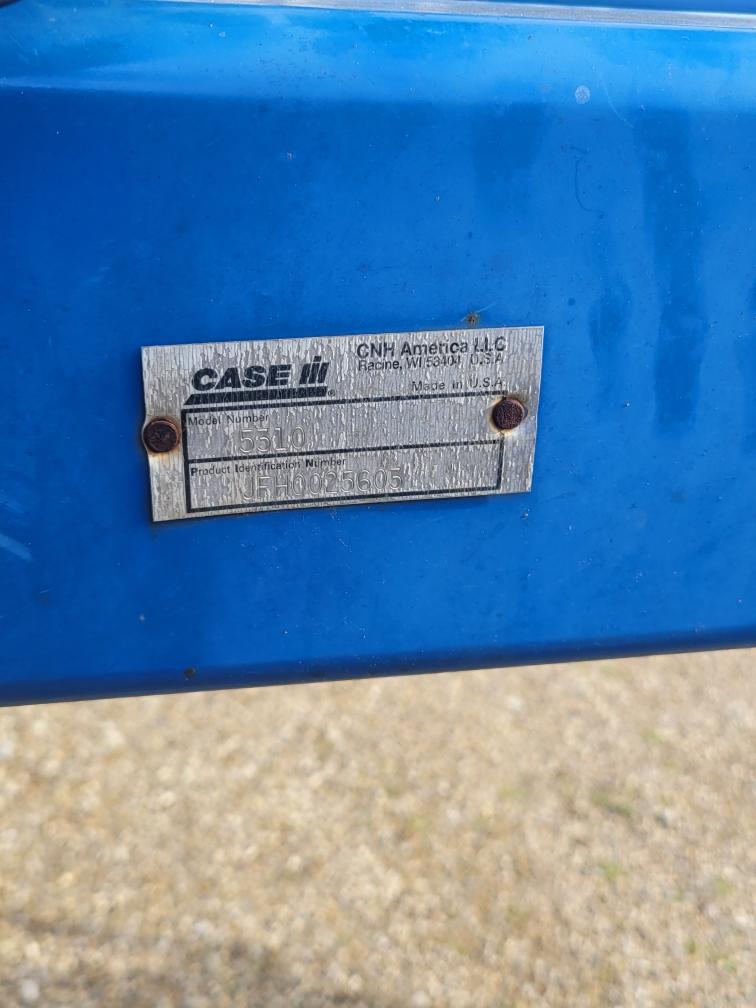 CASE IH
CNH America LLC
Racine, WI 53404 U.S.A.
Made in U.S.A.
Model Number
5510
Product Identification Number
JFH0025605